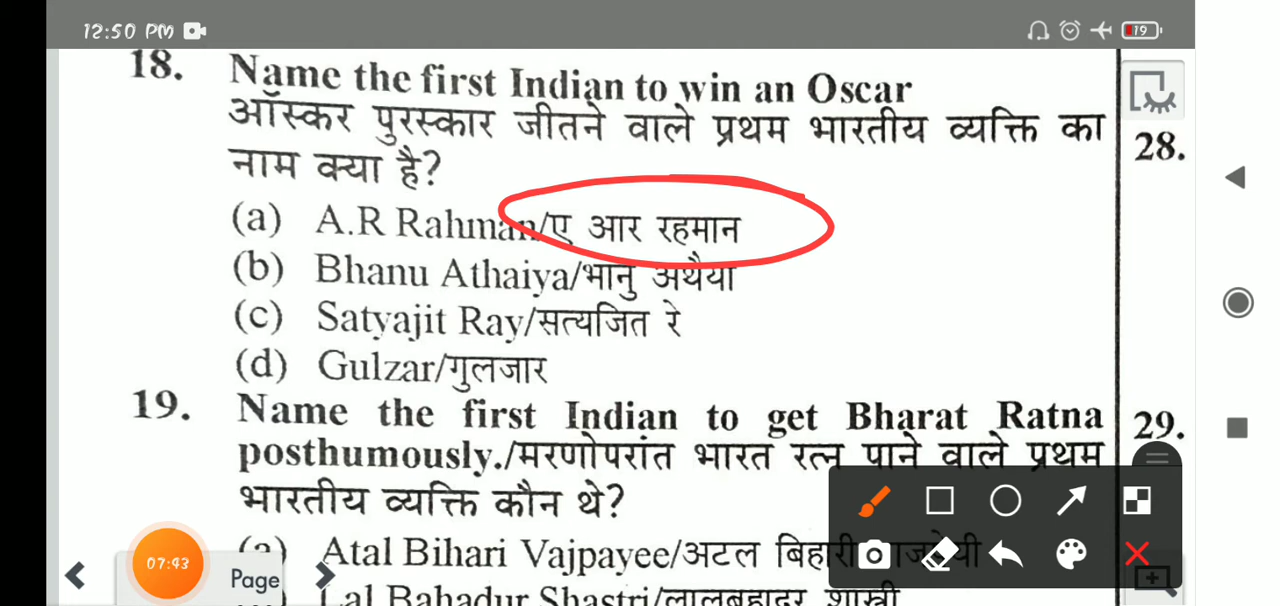 12:50 PM
19
18. Name the first Indian to win an Oscar
ऑस्कर पुरस्कार जीतने वाले प्रथम भारतीय व्यक्ति का
नाम क्या है?
28.
(a) A.R Rahman/ए आर रहमान
(b) Bhanu Athaiya/भानु अथैया
(c) Satyajit Ray/सत्यजित रे
(d) Gulzar/गुलजार
19. Name the first Indian to get Bharat Ratna
posthumously./मरणोपरांत भारत रत्न पाने वाले प्रथम
भारतीय व्यक्ति कौन थे?
29.
(a) Atal Bihari Vajpayee/अटल बिहारी
Lal Bahadur Shastri/लालबहादुर शास्त्री
07:43
Page